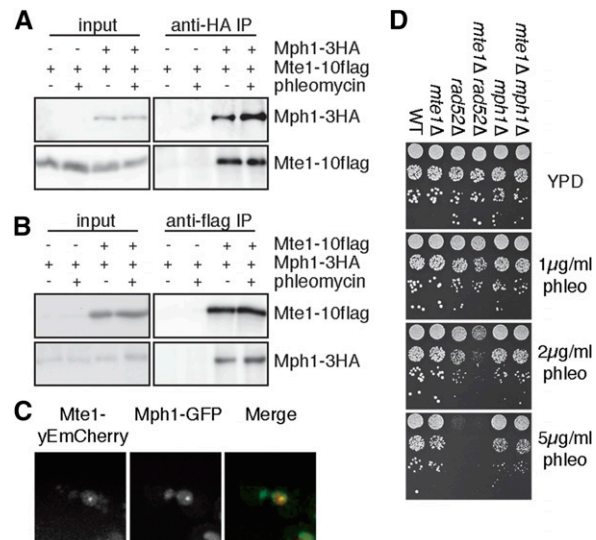 A
input anti-HA IP
- - + + - - + + Mph1-3HA
+ + + + + + + + Mte1-10flag
- + - + - + - + phleomycin
Mph1-3HA
Mte1-10flag
B
input anti-flag IP
- - + + - - + + Mte1-10flag
+ + + + + + + + Mph1-3HA
- + - + - + - + phleomycin
Mte1-10flag
Mph1-3HA
C
Mte1- Mph1-GFP Merge
yEmCherry
D
WT
mte1Δ
rad52Δ
mte1Δ rad52Δ
mph1Δ
mte1Δ mph1Δ
YPD
1µg/ml
phleo
2µg/ml
phleo
5µg/ml
phleo